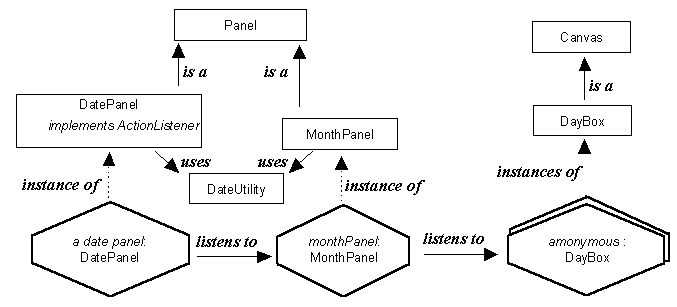 Panel
Canvas
is a
is a
is a
DatePanel
implements ActionListener
MonthPanel
DayBox
uses
uses
instance of
DateUtility
instance of
instances of
a date panel:
DatePanel
listens to
monthPanel:
MonthPanel
listens to
amonymous :
DayBox